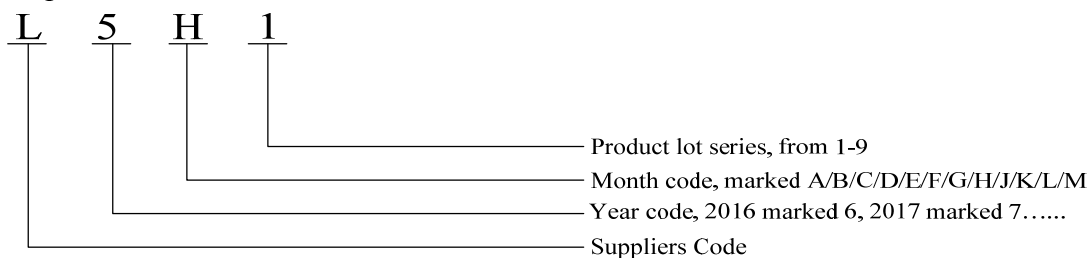 L 5 H 1
Product lot series, from 1-9
Month code, marked A/B/C/D/E/F/G/H/J/K/L/M
Year code, 2016 marked 6, 2017 marked 7…...
Suppliers Code